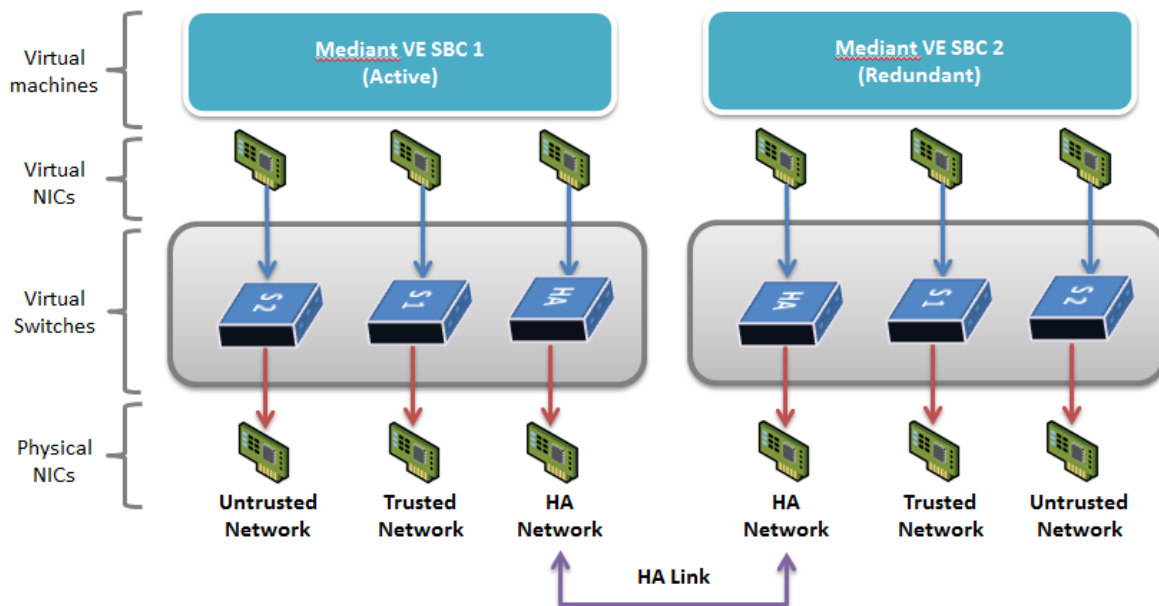 Virtual
machines
Mediant VE SBC 1
(Active)
Mediant VE SBC 2
(Redundant)
Virtual
NICs
Virtual
Switches
S2
S1
HA
HA
S1
S2
Physical
NICs
Untrusted
Network
Trusted
Network
HA
Network
HA
Network
Trusted
Network
Untrusted
Network
HA Link